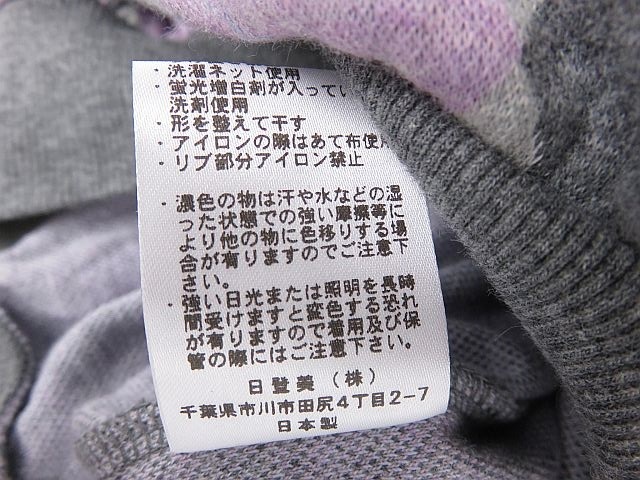 ・洗濯ネット使用
・蛍光増白剤が入ってい
洗剤使用
・形を整えて干す
・アイロンの際はあて布使用
・リブ部分アイロン禁止
・濃色の物は汗や水などの湿
った状態での強い摩擦等に
より他の物に色移りする場
合が有りますのでご注意下
さい。
・強い日光または照明を長時
間受けますと変色する恐れ
が有りますので着用及び保
管の際にはご注意下さい。
日登美(株)
千葉県市川市田尻4丁目2-7
日本製